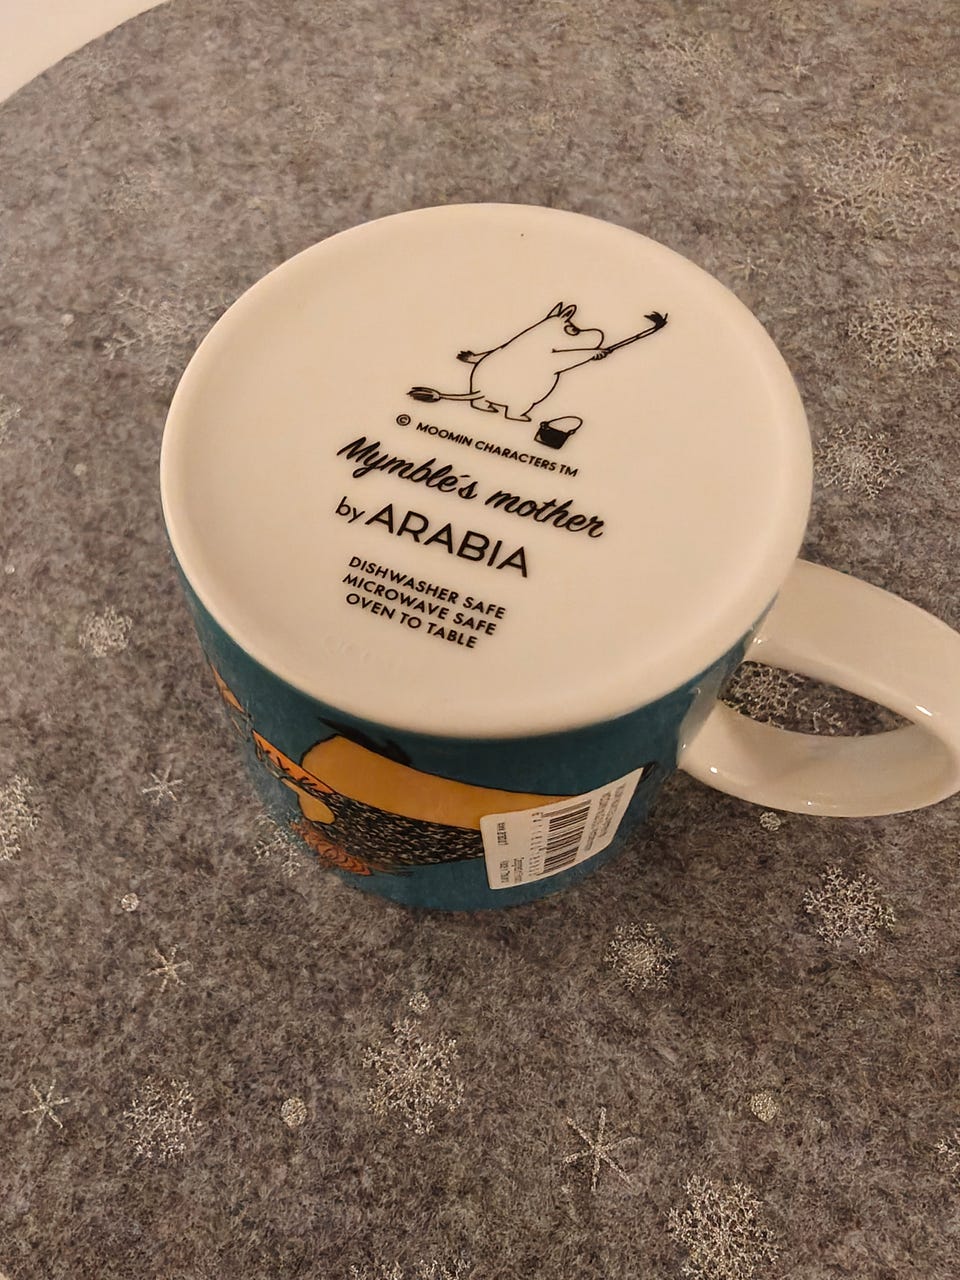 © MOOMIN CHARACTERS TM
Mymble´s mother
by ARABIA
DISHWASHER SAFE
MICROWAVE SAFE
OVEN TO TABLE